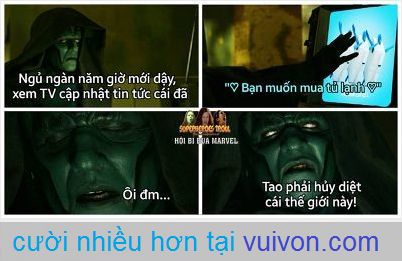 Ngủ ngàn năm giờ mới dậy,
xem TV cập nhật tin tức cái đã
"♡ Bạn muốn mua tủ lạnh ♡"
SUPERHEROES TROLL
HỘI BI BÙA MARVEL
Ôi đm...
Tao phải hủy diệt
cái thế giới này!
cười nhiều hơn tại vuivon.com